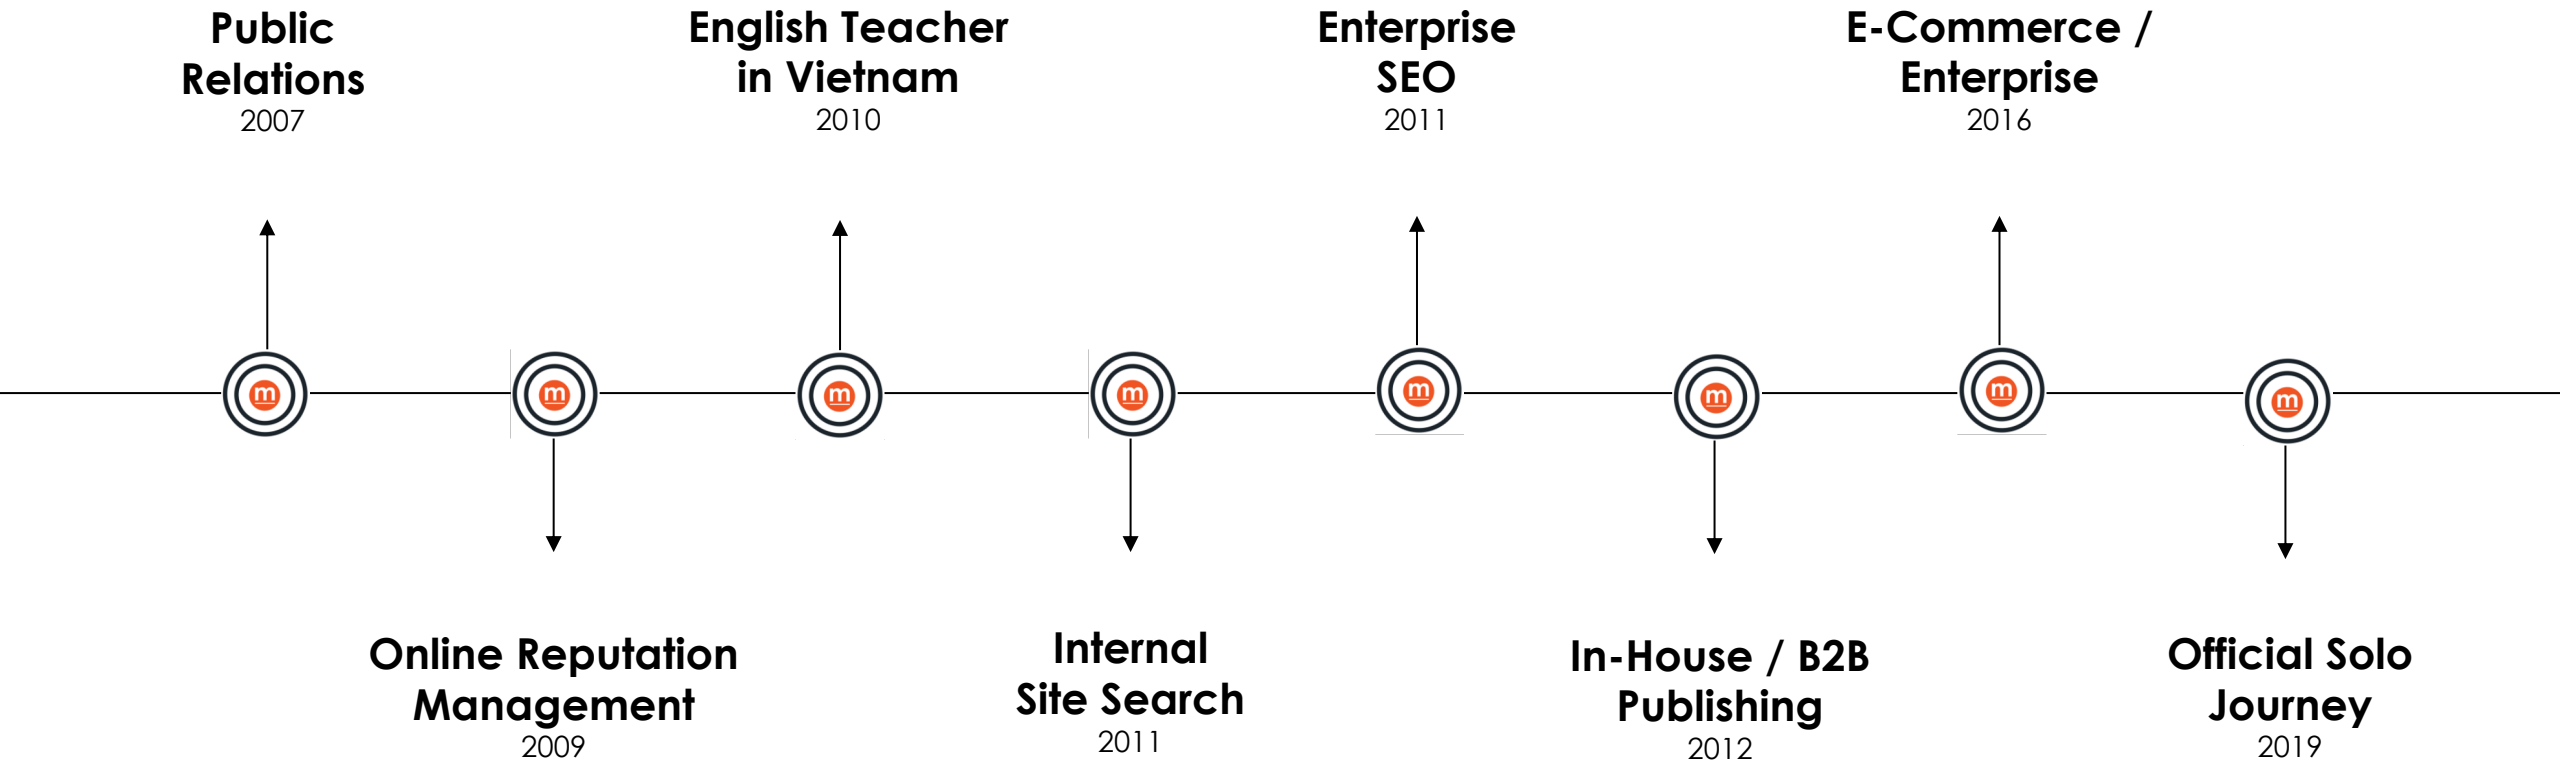 Public
Relations
2007
English Teacher
in Vietnam
2010
Enterprise
SEO
2011
E-Commerce /
Enterprise
2016
m
m
m
m
m
m
m
m
Online Reputation
Management
2009
Internal
Site Search
2011
In-House / B2B
Publishing
2012
Official Solo
Journey
2019